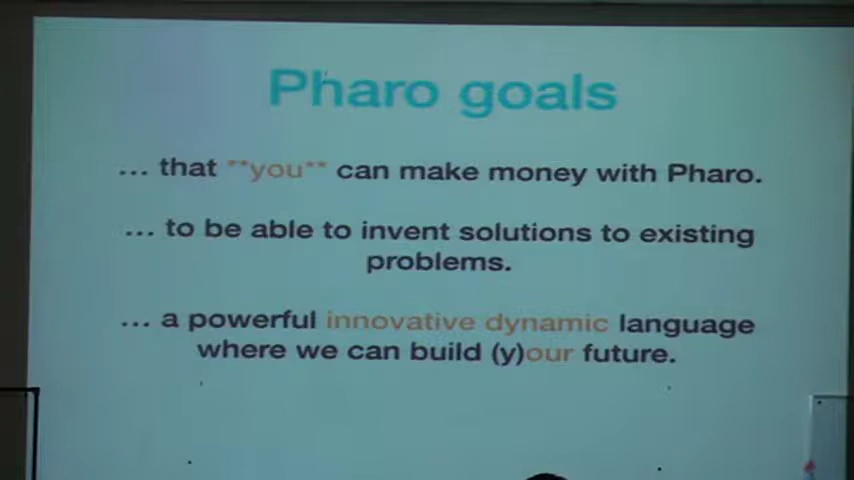 Pharo goals
... that **you** can make money with Pharo.
... to be able to invent solutions to existing
problems.
... a powerful innovative dynamic language
where we can build (y)our future.